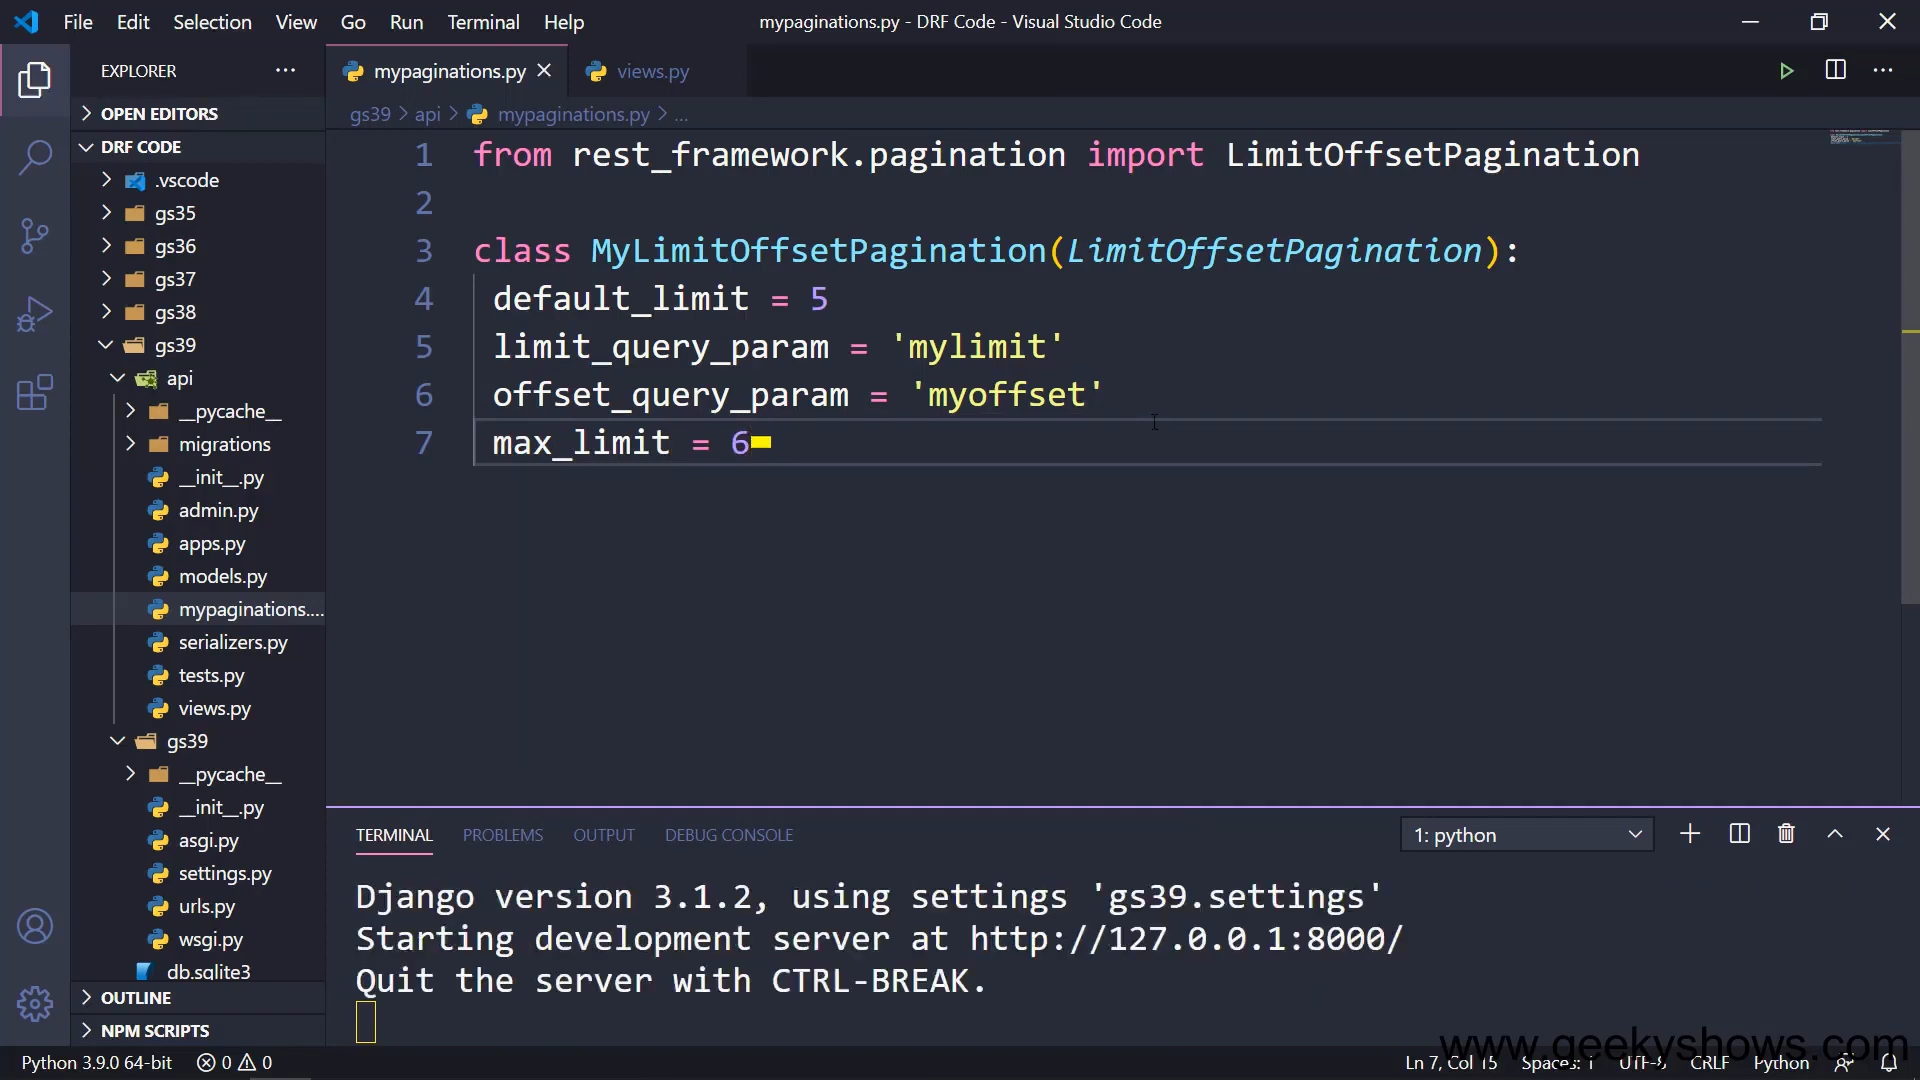 File Edit Selection View Go Run Terminal Help
mypaginations.py - DRF Code - Visual Studio Code
EXPLORER
OPEN EDITORS
DRF CODE
.vscode
gs35
gs36
gs37
gs38
gs39
api
__pycache__
migrations
__init__.py
admin.py
apps.py
models.py
mypaginations....
serializers.py
tests.py
views.py
gs39
__pycache__
__init__.py
asgi.py
settings.py
urls.py
wsgi.py
db.sqlite3
OUTLINE
NPM SCRIPTS
mypaginations.py views.py
gs39 > api > mypaginations.py > ...
1 from rest_framework.pagination import LimitOffsetPagination
2
3 class MyLimitOffsetPagination(LimitOffsetPagination):
4 default_limit = 5
5 limit_query_param = 'mylimit'
6 offset_query_param = 'myoffset'
7 max_limit = 6
TERMINAL PROBLEMS OUTPUT DEBUG CONSOLE
1: python
Django version 3.1.2, using settings 'gs39.settings'
Starting development server at http://127.0.0.1:8000/
Quit the server with CTRL-BREAK.
www.geekyshows.com
Python 3.9.0 64-bit 0 0
Ln 7, Col 15 Spaces: 1 UTF-8 CRLF Python